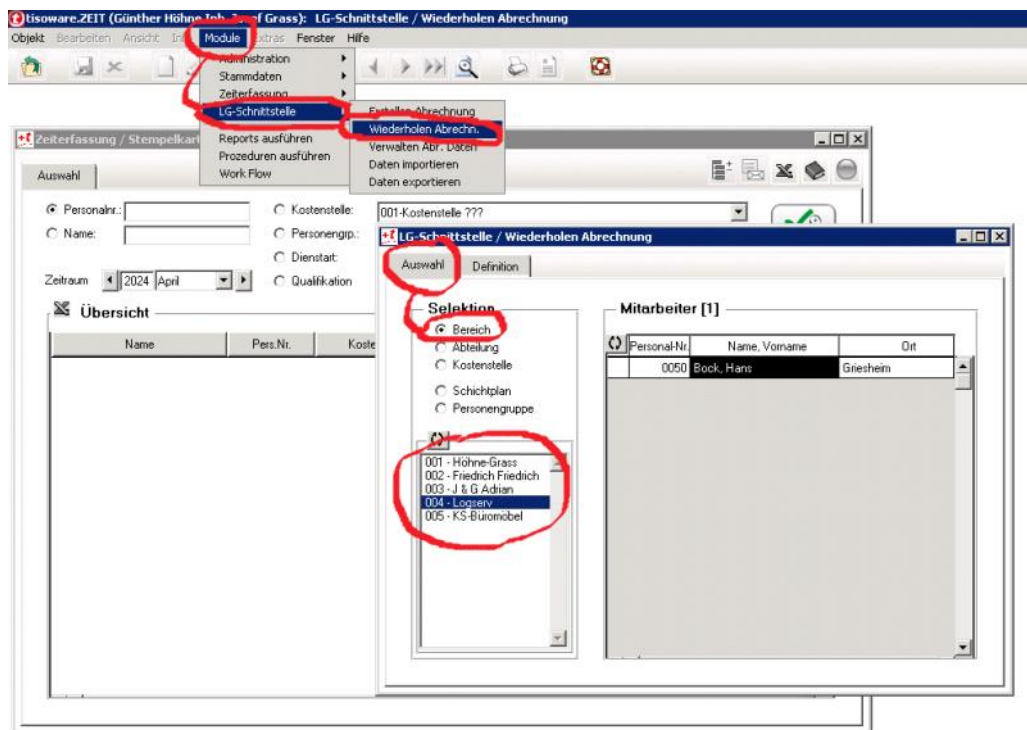 tisoware.ZEIT (Günther Höhne Inh. Josef Grass): LG-Schnittstelle / Wiederholen Abrechnung
Objekt Bearbeiten Ansicht Module Extras Fenster Hilfe
Administration
Stammdaten
Zeiterfassung
LG-Schnittstelle
Reports ausführen
Prozeduren ausführen
Work Flow
Erstellen Abrechnung
Wiederholen Abrechn.
Verwalten Abr. Daten
Daten importieren
Daten exportieren
Zeiterfassung / Stempelkart
Auswahl
Personalnr.:
Kostenstelle:
001-Kostenstelle ???
Name:
Personengrp.:
Dienstart:
Zeitraum 2024 April
Qualifikation
Übersicht
Name Pers.Nr. Koste
LG-Schnittstelle / Wiederholen Abrechnung
Auswahl Definition
Selektion
Bereich
Abteilung
Kostenstelle
Schichtplan
Personengruppe
001 - Höhne-Grass
002 - Friedrich Friedrich
003 - J & G Adrian
004 - Logserv
005 - KS-Büromöbel
Mitarbeiter [1]
Personal-Nr. Name, Vorname Ort
0050 Bock, Hans Griesheim